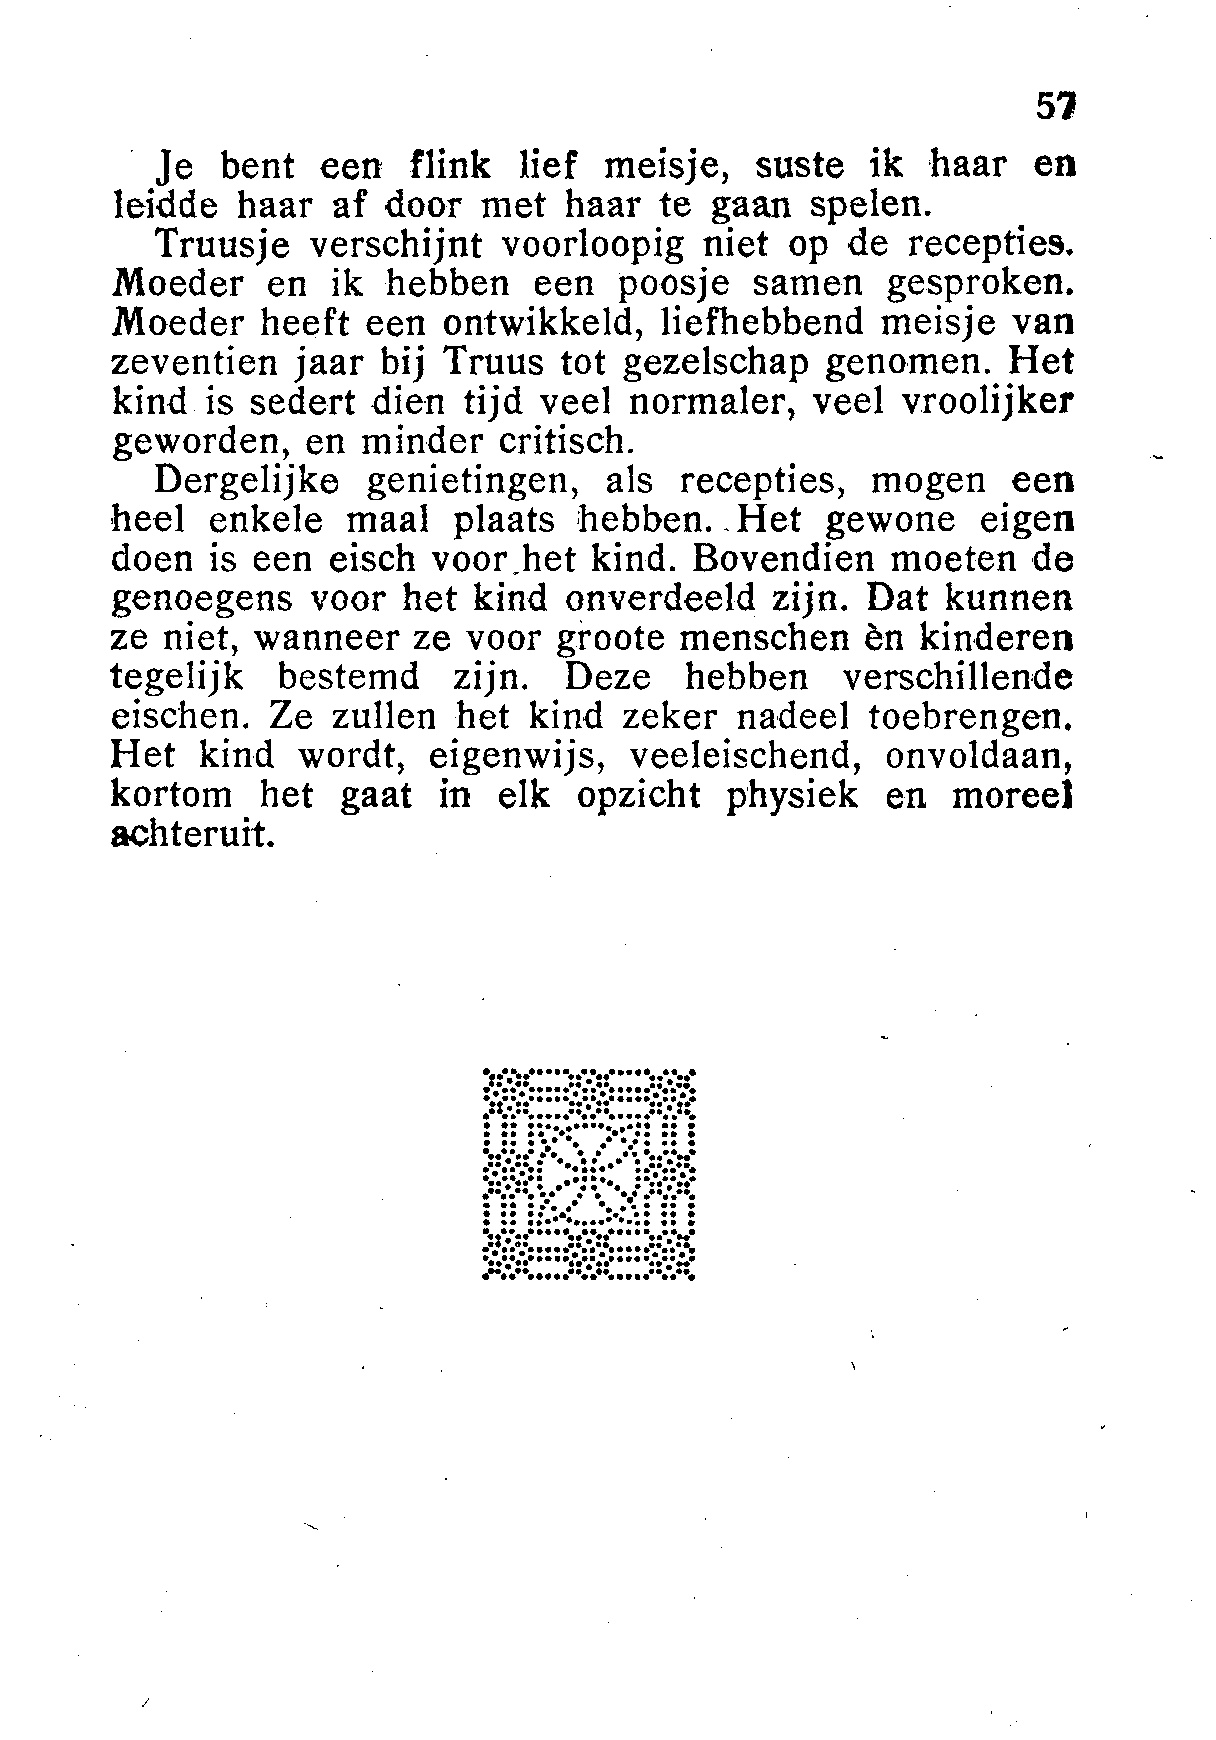 57
Je bent een flink lief meisje, suste ik haar en
leidde haar af door met haar te gaan spelen.
Truusje verschijnt voorloopig niet op de recepties.
Moeder en ik hebben een poosje samen gesproken.
Moeder heeft een ontwikkeld, liefhebbend meisje van
zeventien jaar bij Truus tot gezelschap genomen. Het
kind is sedert dien tijd veel normaler, veel vroolijker
geworden, en minder critisch.
Dergelijke genietingen, als recepties, mogen een
heel enkele maal plaats hebben. Het gewone eigen
doen is een eisch voor het kind. Bovendien moeten de
genoegens voor het kind onverdeeld zijn. Dat kunnen
ze niet, wanneer ze voor groote menschen èn kinderen
tegelijk bestemd zijn. Deze hebben verschillende
eischen. Ze zullen het kind zeker nadeel toebrengen.
Het kind wordt, eigenwijs, veeleischend, onvoldaan,
kortom het gaat in elk opzicht physiek en moreel
achteruit.